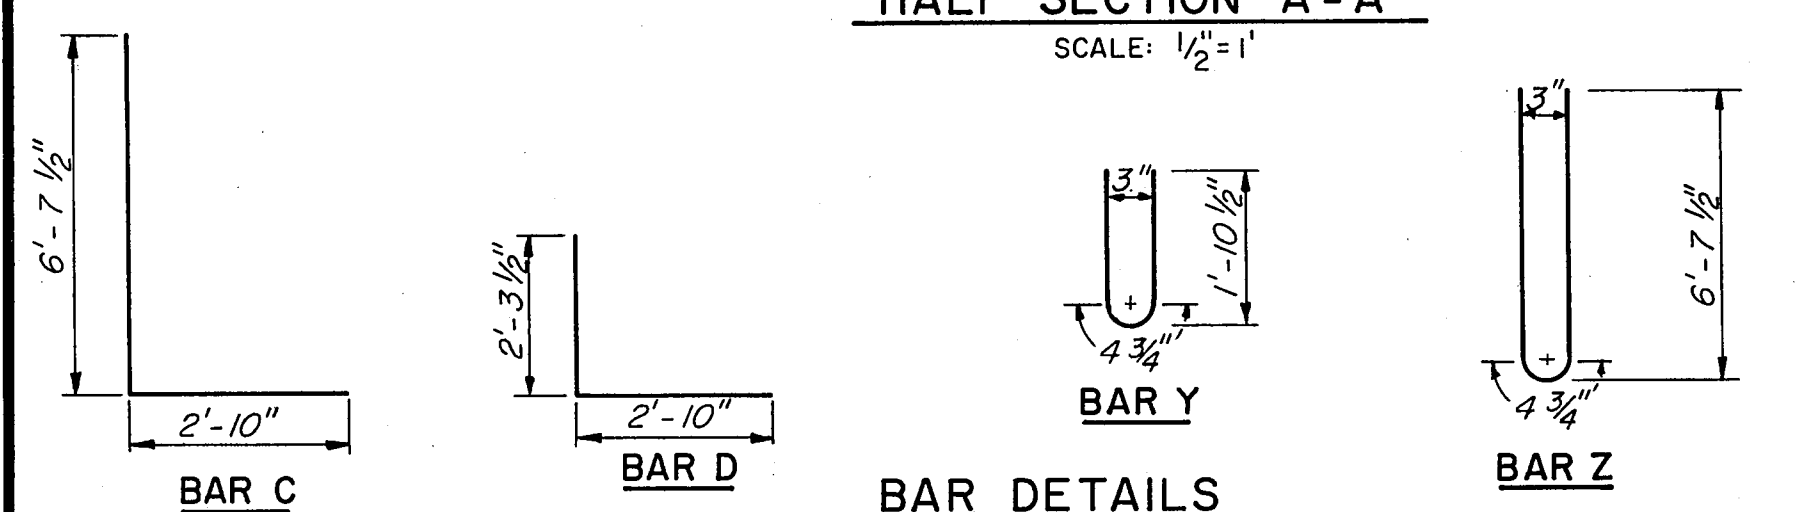 HALF SECTION A-A
SCALE: 1/2"=1'
6'-7 1/2"
2'-10"
BAR C
2'-3 1/2"
2'-10"
BAR D
3"
1'-10 1/2"
4 3/4"
BAR Y
3"
6'-7 1/2"
4 3/4"
BAR Z
BAR DETAILS